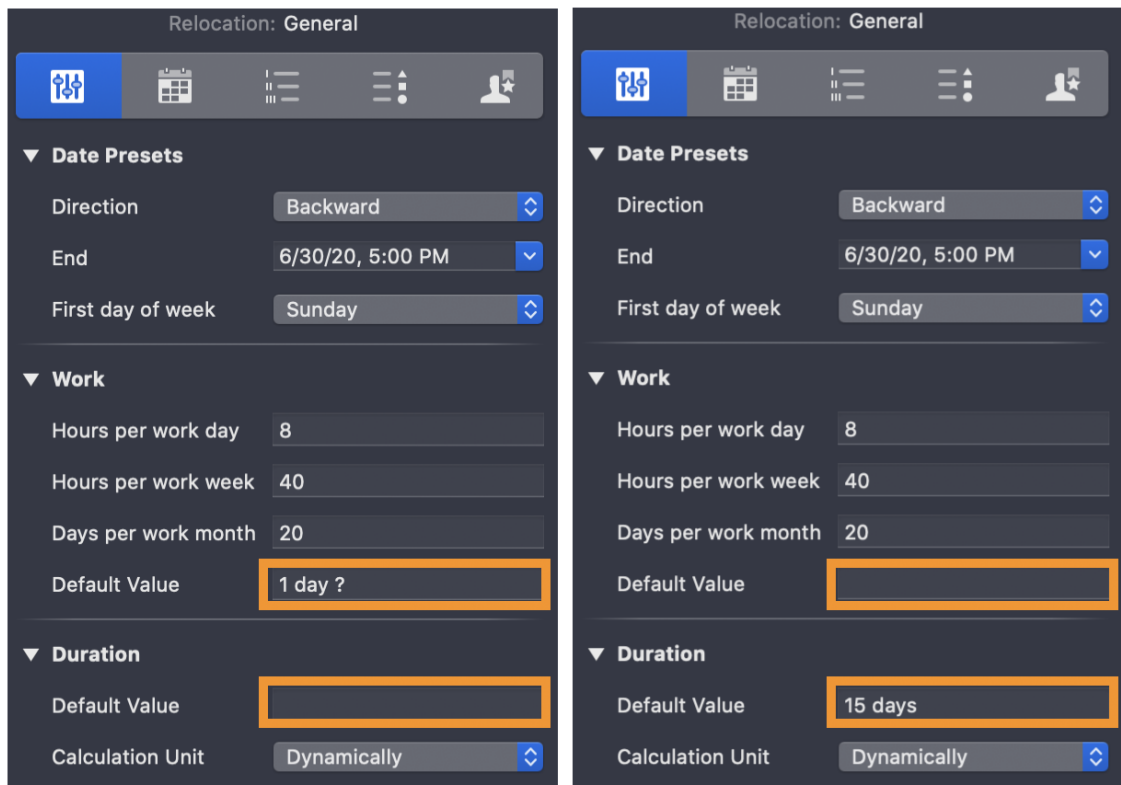 Relocation: General
Date Presets
Direction Backward
End 6/30/20, 5:00 PM
First day of week Sunday
Work
Hours per work day 8
Hours per work week 40
Days per work month 20
Default Value 1 day ?
Duration
Default Value
Calculation Unit Dynamically
Relocation: General
Date Presets
Direction Backward
End 6/30/20, 5:00 PM
First day of week Sunday
Work
Hours per work day 8
Hours per work week 40
Days per work month 20
Default Value
Duration
Default Value 15 days
Calculation Unit Dynamically